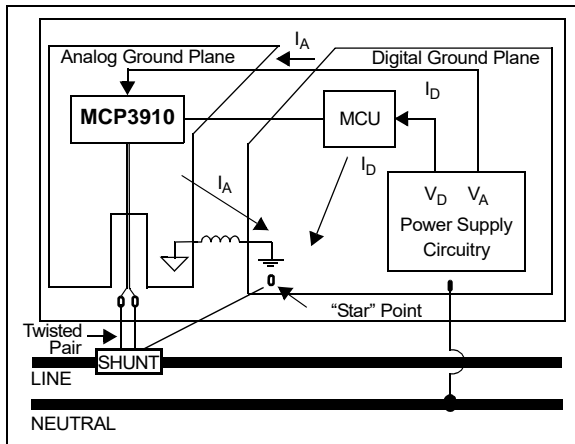 I_A
Analog Ground Plane
Digital Ground Plane
I_D
MCP3910
MCU
I_A
I_D
V_D V_A
Power Supply
Circuitry
"Star" Point
Twisted
Pair
SHUNT
LINE
NEUTRAL